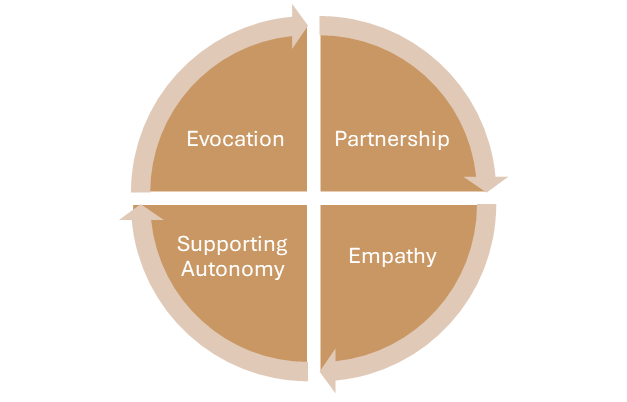 Evocation
Partnership
Supporting
Autonomy
Empathy